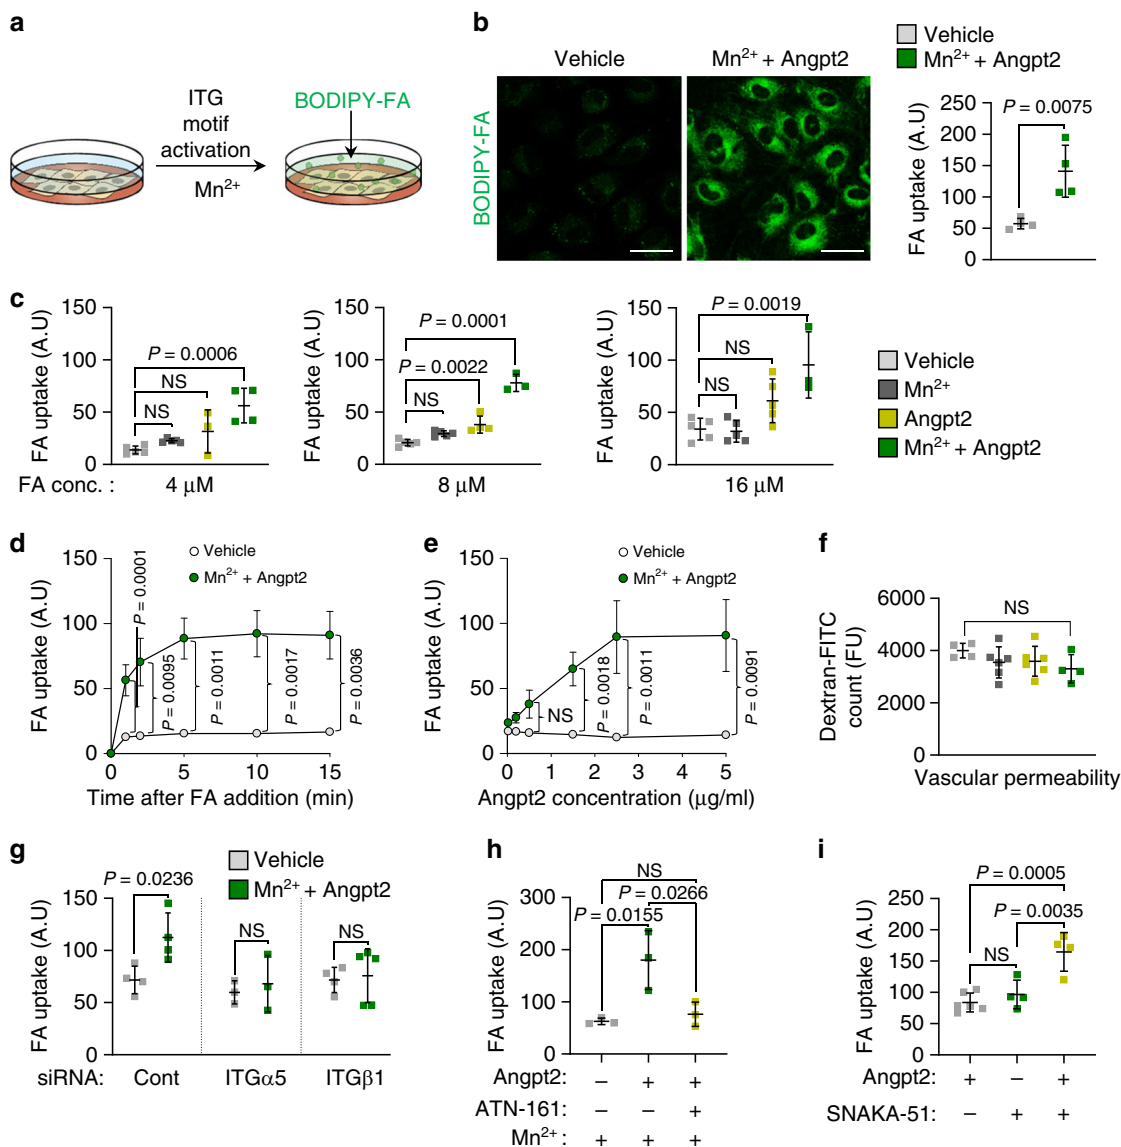 a
ITG
motif
activation
Mn²⁺
BODIPY-FA
b
Vehicle
Mn²⁺ + Angpt2
BODIPY-FA
Vehicle
Mn²⁺ + Angpt2
FA uptake (A.U)
250
200
150
100
50
0
P = 0.0075
c
FA uptake (A.U)
150
100
50
0
P = 0.0006
NS
NS
FA conc. :
4 µM
FA uptake (A.U)
150
100
50
0
P = 0.0001
P = 0.0022
NS
8 µM
FA uptake (A.U)
150
100
50
0
P = 0.0019
NS
NS
16 µM
Vehicle
Mn²⁺
Angpt2
Mn²⁺ + Angpt2
d
FA uptake (A.U)
150
100
50
0
Vehicle
Mn²⁺ + Angpt2
P = 0.0001
P = 0.0095
P = 0.0011
P = 0.0017
P = 0.0036
0 5 10 15
Time after FA addition (min)
e
FA uptake (A.U)
150
100
50
0
Vehicle
Mn²⁺ + Angpt2
NS
P = 0.0018
P = 0.0011
P = 0.0091
0 1 2 3 4 5
Angpt2 concentration (µg/ml)
f
Dextran-FITC
count (FU)
6000
4000
2000
0
NS
Vascular permeability
g
Vehicle
Mn²⁺ + Angpt2
FA uptake (A.U)
150
100
50
0
P = 0.0236
NS
NS
siRNA: Cont ITGα5 ITGβ1
h
FA uptake (A.U)
300
200
100
0
NS
P = 0.0266
P = 0.0155
Angpt2: – + +
ATN-161: – – +
Mn²⁺ : + + +
i
FA uptake (A.U)
250
200
150
100
50
0
P = 0.0005
P = 0.0035
NS
Angpt2: + – +
SNAKA-51: – + +